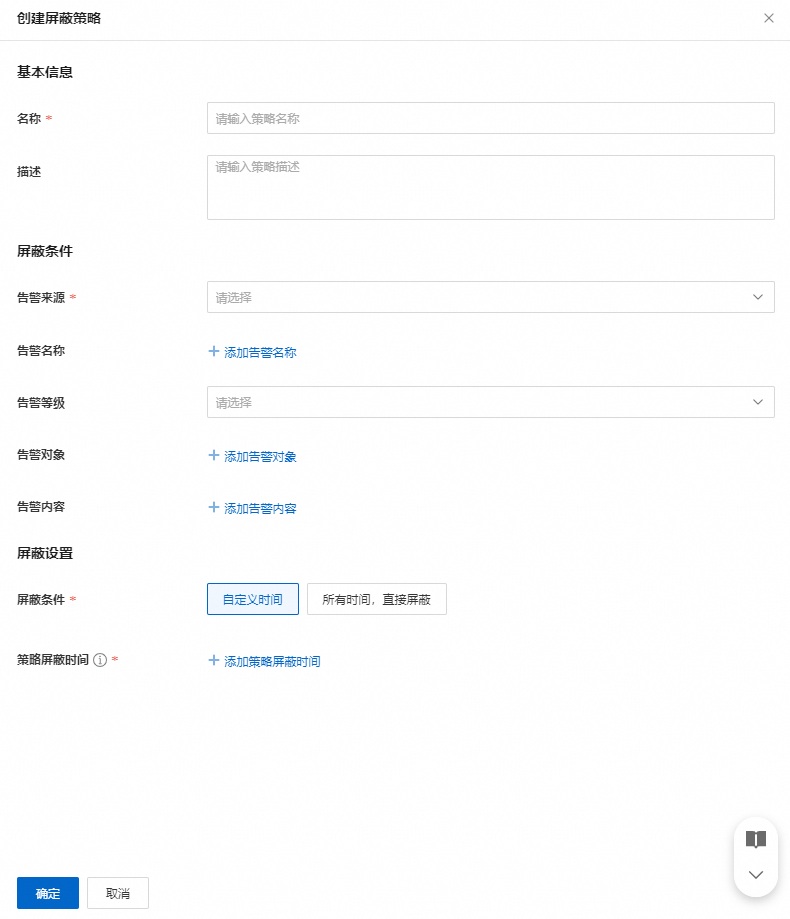 创建屏蔽策略
基本信息
名称 *
请输入策略名称
描述
请输入策略描述
屏蔽条件
告警来源 *
请选择
告警名称
添加告警名称
告警等级
请选择
告警对象
添加告警对象
告警内容
添加告警内容
屏蔽设置
屏蔽条件 *
自定义时间
所有时间，直接屏蔽
策略屏蔽时间 *
添加策略屏蔽时间
确定
取消